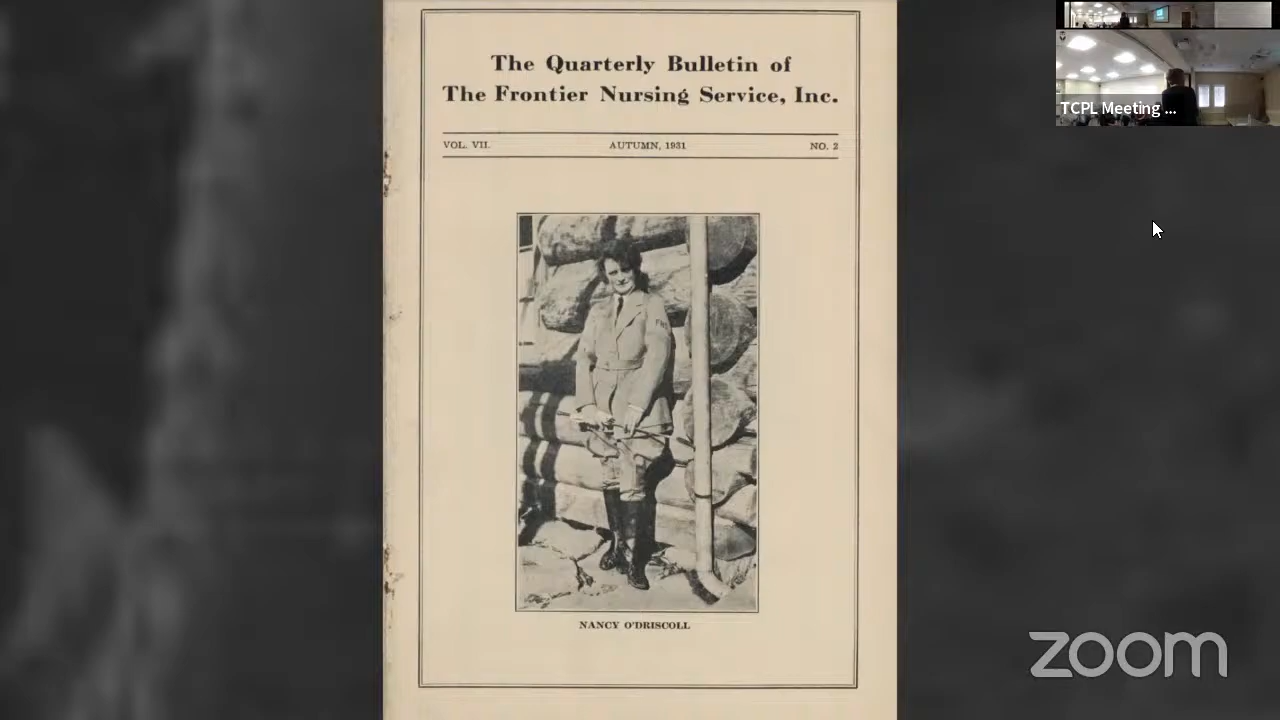 The Quarterly Bulletin of
The Frontier Nursing Service, Inc.
VOL. VII.
AUTUMN, 1931
NO. 2
NANCY O'DRISCOLL
TCPL Meeting ...
zoom